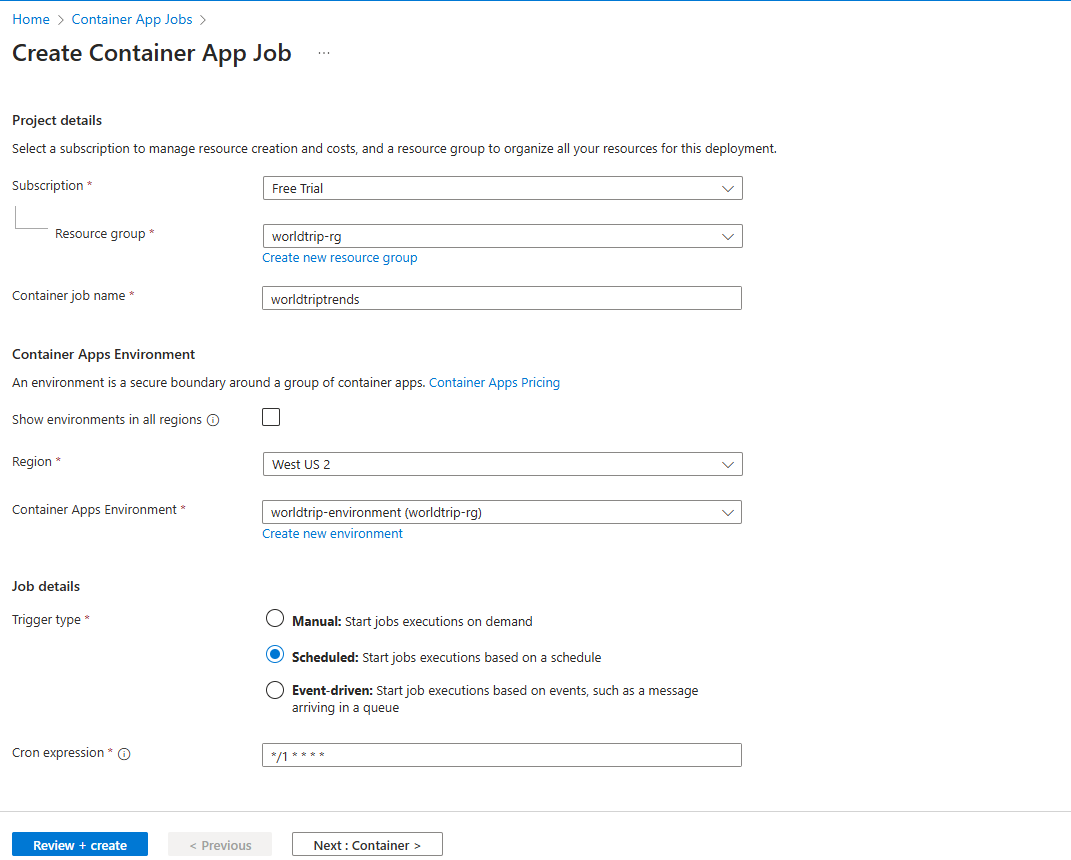 Home > Container App Jobs >
Create Container App Job ...
Project details
Select a subscription to manage resource creation and costs, and a resource group to organize all your resources for this deployment.
Subscription * Free Trial
Resource group * worldtrip-rg
Create new resource group
Container job name * worldtriptrends
Container Apps Environment
An environment is a secure boundary around a group of container apps. Container Apps Pricing
Show environments in all regions
Region * West US 2
Container Apps Environment * worldtrip-environment (worldtrip-rg)
Create new environment
Job details
Trigger type * Manual: Start jobs executions on demand
Scheduled: Start jobs executions based on a schedule
Event-driven: Start job executions based on events, such as a message
arriving in a queue
Cron expression * */1 * * * *
Review + create < Previous Next : Container >